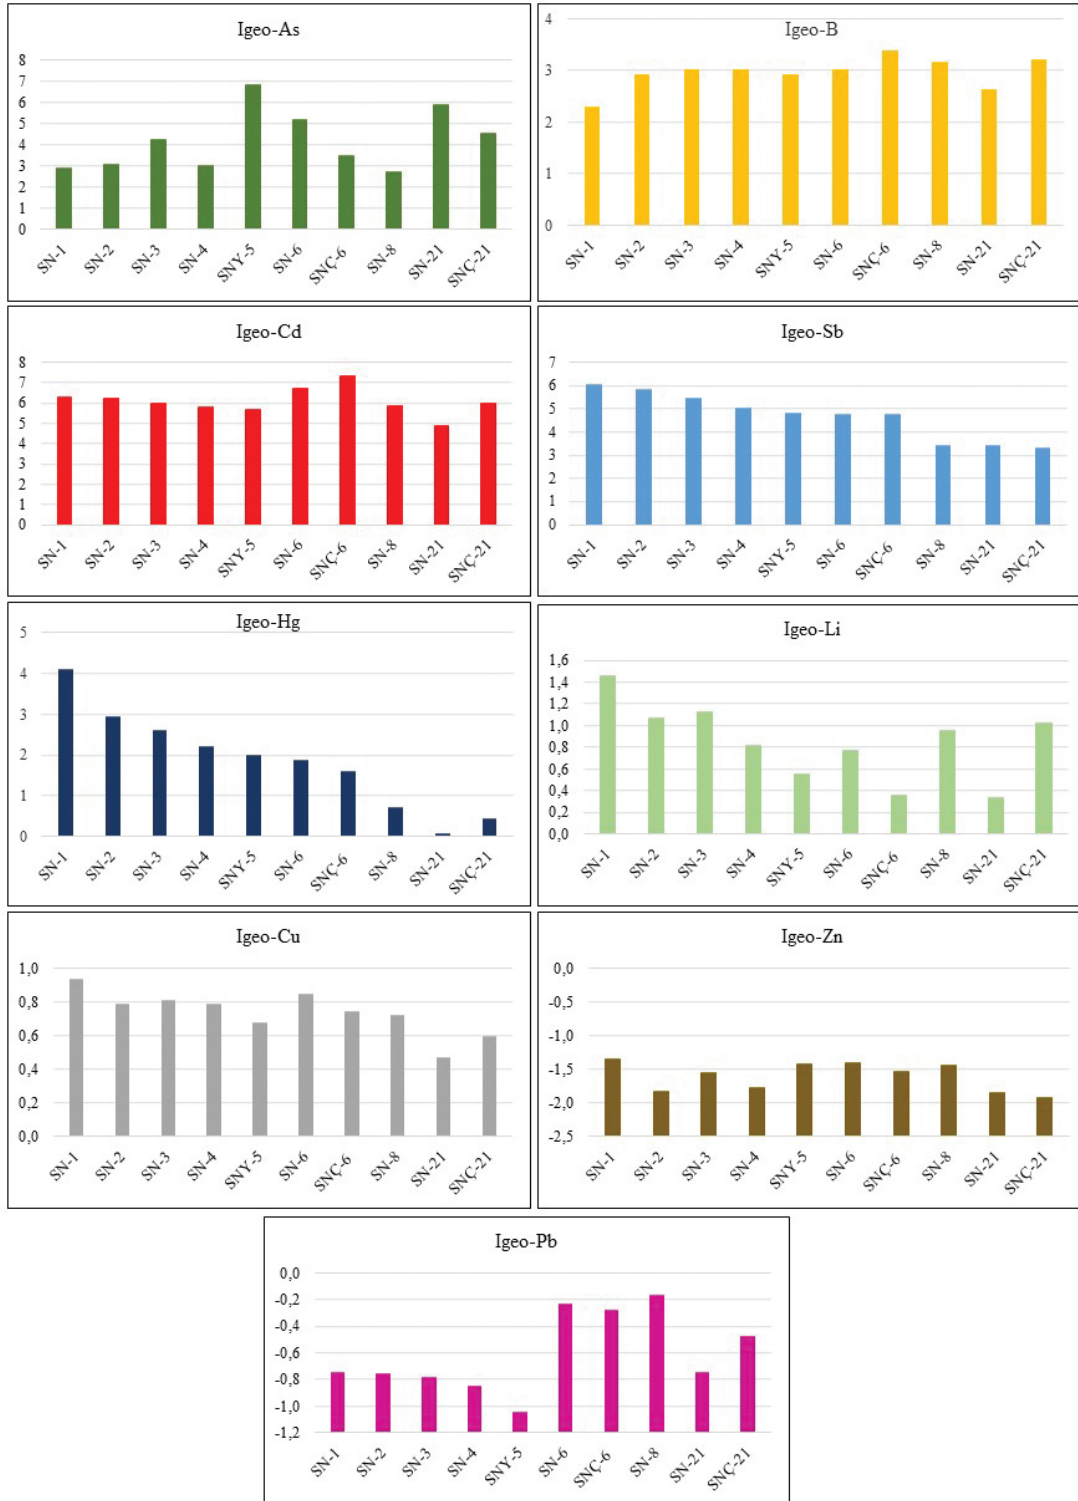 Igeo-As
8
7
6
5
4
3
2
1
0
SN-1
SN-2
SN-3
SN-4
SNY-5
SN-6
SNÇ-6
SN-8
SN-21
SNÇ-21
Igeo-B
4
3
2
1
0
SN-1
SN-2
SN-3
SN-4
SNY-5
SN-6
SNÇ-6
SN-8
SN-21
SNÇ-21
Igeo-Cd
8
7
6
5
4
3
2
1
0
SN-1
SN-2
SN-3
SN-4
SNY-5
SN-6
SNÇ-6
SN-8
SN-21
SNÇ-21
Igeo-Sb
7
6
5
4
3
2
1
0
SN-1
SN-2
SN-3
SN-4
SNY-5
SN-6
SNÇ-6
SN-8
SN-21
SNÇ-21
Igeo-Hg
5
4
3
2
1
0
SN-1
SN-2
SN-3
SN-4
SNY-5
SN-6
SNÇ-6
SN-8
SN-21
SNÇ-21
Igeo-Li
1,6
1,4
1,2
1,0
0,8
0,6
0,4
0,2
0,0
SN-1
SN-2
SN-3
SN-4
SNY-5
SN-6
SNÇ-6
SN-8
SN-21
SNÇ-21
Igeo-Cu
1,0
0,8
0,6
0,4
0,2
0,0
SN-1
SN-2
SN-3
SN-4
SNY-5
SN-6
SNÇ-6
SN-8
SN-21
SNÇ-21
Igeo-Zn
0,0
-0,5
-1,0
-1,5
-2,0
-2,5
SN-1
SN-2
SN-3
SN-4
SNY-5
SN-6
SNÇ-6
SN-8
SN-21
SNÇ-21
Igeo-Pb
0,0
-0,2
-0,4
-0,6
-0,8
-1,0
-1,2
SN-1
SN-2
SN-3
SN-4
SNY-5
SN-6
SNÇ-6
SN-8
SN-21
SNÇ-21